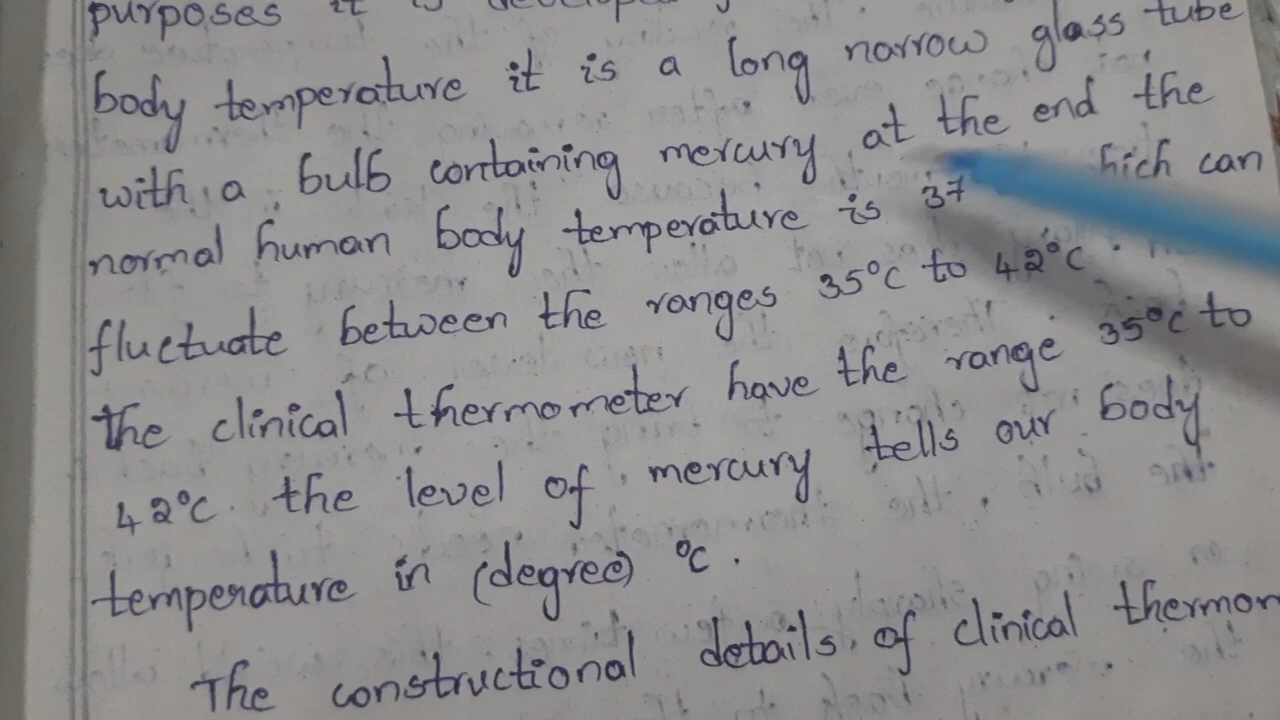 purposes it is developed
body temperature it is a long narrow glass tube
with a bulb containing mercury at the end the
normal human body temperature is 37 hich can
fluctuate between the ranges 35°C to 42°C.
The clinical thermometer have the range 35°C to
42°C. the level of mercury tells our body
temperature in (degree) °C.
The constructional details of clinical thermom